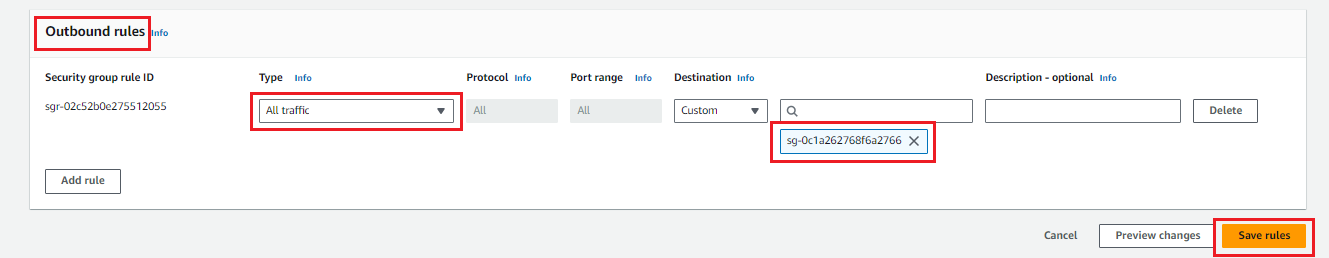 Outbound rules Info
Security group rule ID Type Info Protocol Info Port range Info Destination Info Description - optional Info
sgr-02c52b0e275512055 All traffic All All Custom Delete
sg-0c1a262768f6a2766
Add rule
Cancel Preview changes Save rules